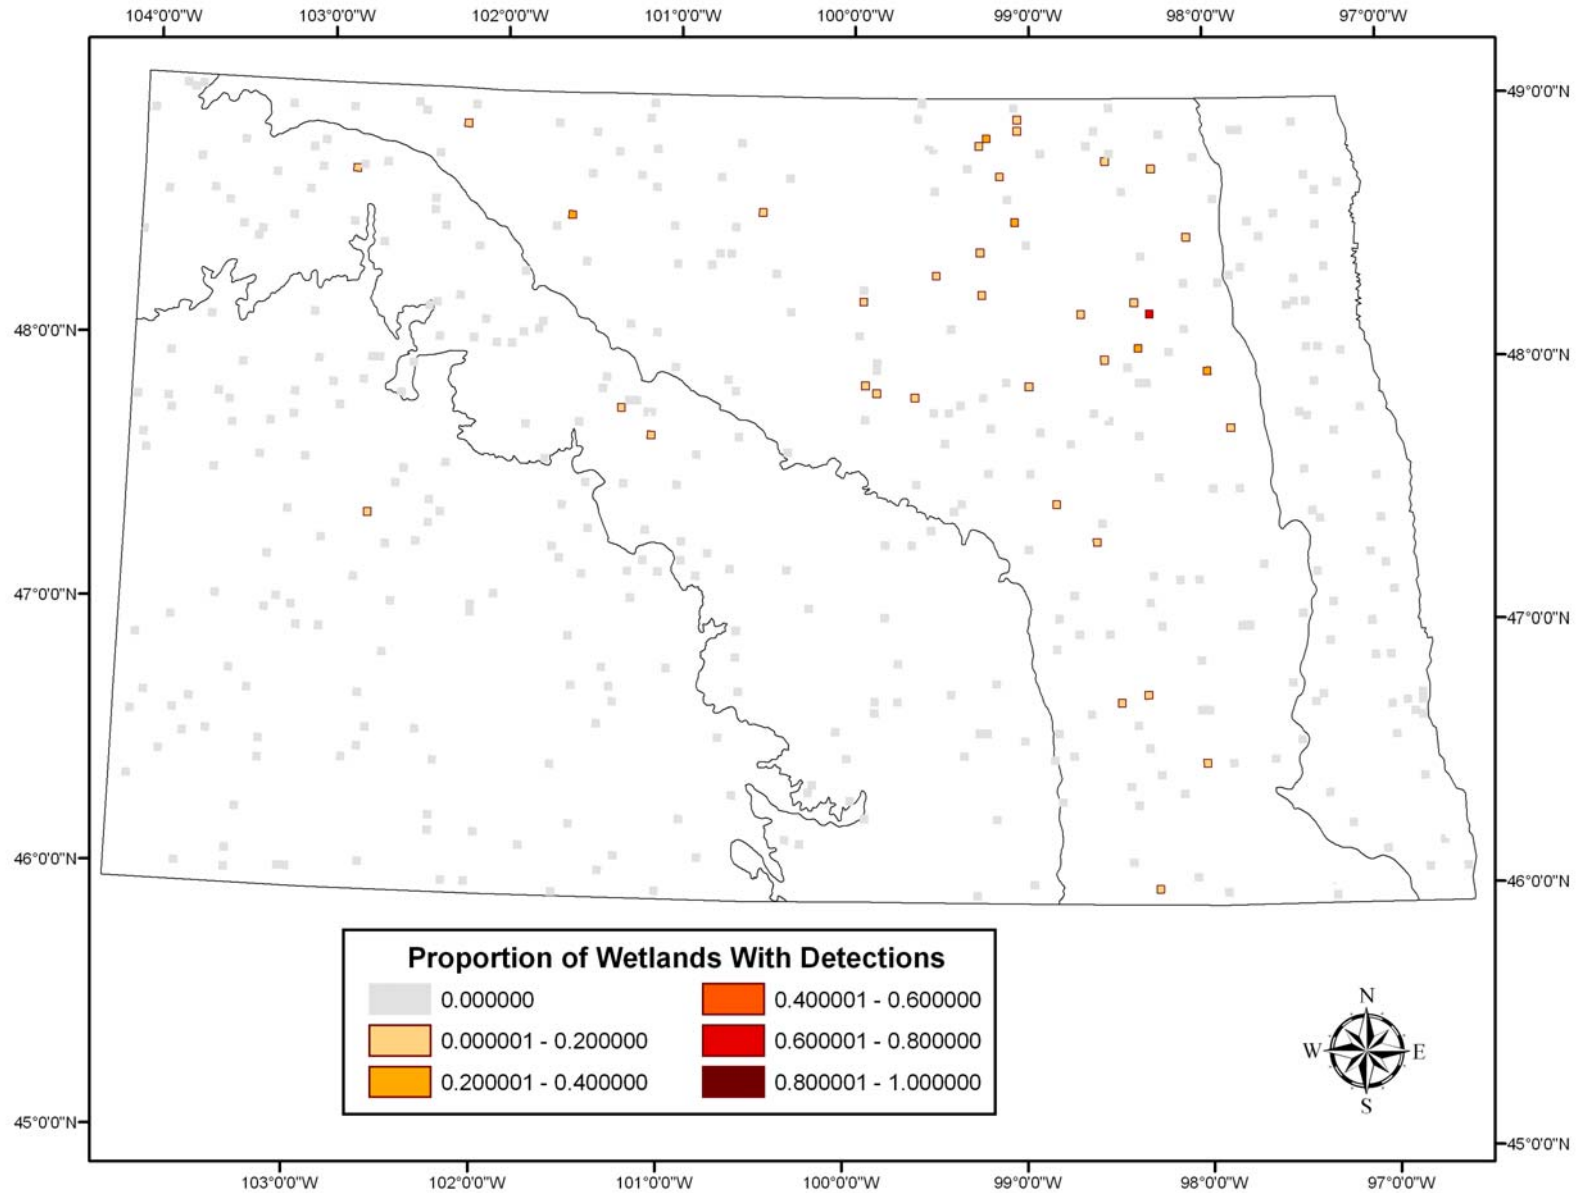 104°0'0"W 103°0'0"W 102°0'0"W 101°0'0"W 100°0'0"W 99°0'0"W 98°0'0"W 97°0'0"W
49°0'0"N
48°0'0"N
48°0'0"N
47°0'0"N
47°0'0"N
46°0'0"N
46°0'0"N
Proportion of Wetlands With Detections
0.000000 0.400001 - 0.600000
0.000001 - 0.200000 0.600001 - 0.800000
0.200001 - 0.400000 0.800001 - 1.000000
N
W E
S
45°0'0"N
45°0'0"N
103°0'0"W 102°0'0"W 101°0'0"W 100°0'0"W 99°0'0"W 98°0'0"W 97°0'0"W